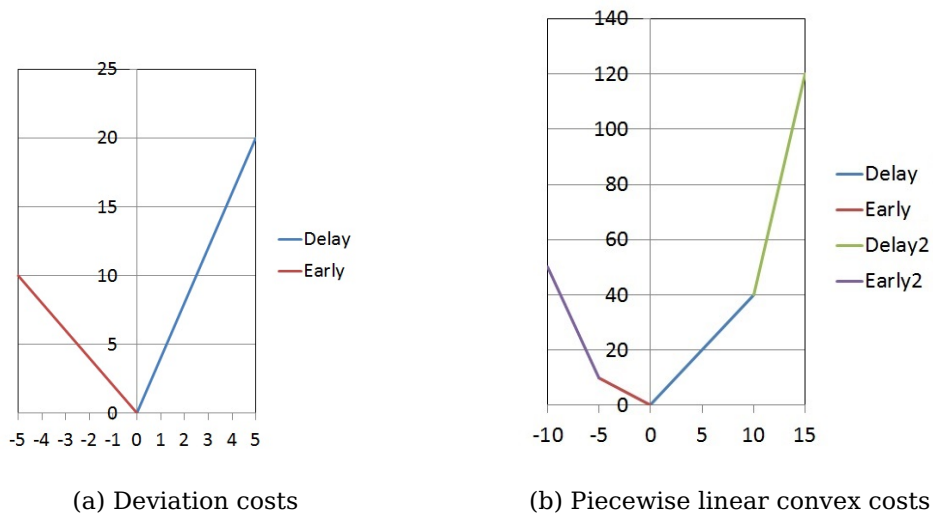 25
20
15
10
5
0
-5 -4 -3 -2 -1 0 1 2 3 4 5
Delay
Early
(a) Deviation costs
140
120
100
80
60
40
20
0
-10 -5 0 5 10 15
Delay
Early
Delay2
Early2
(b) Piecewise linear convex costs